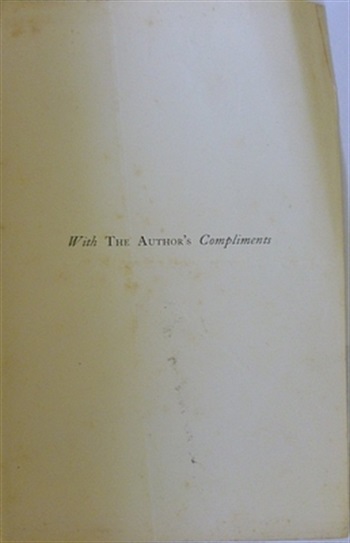 With The Author's Compliments